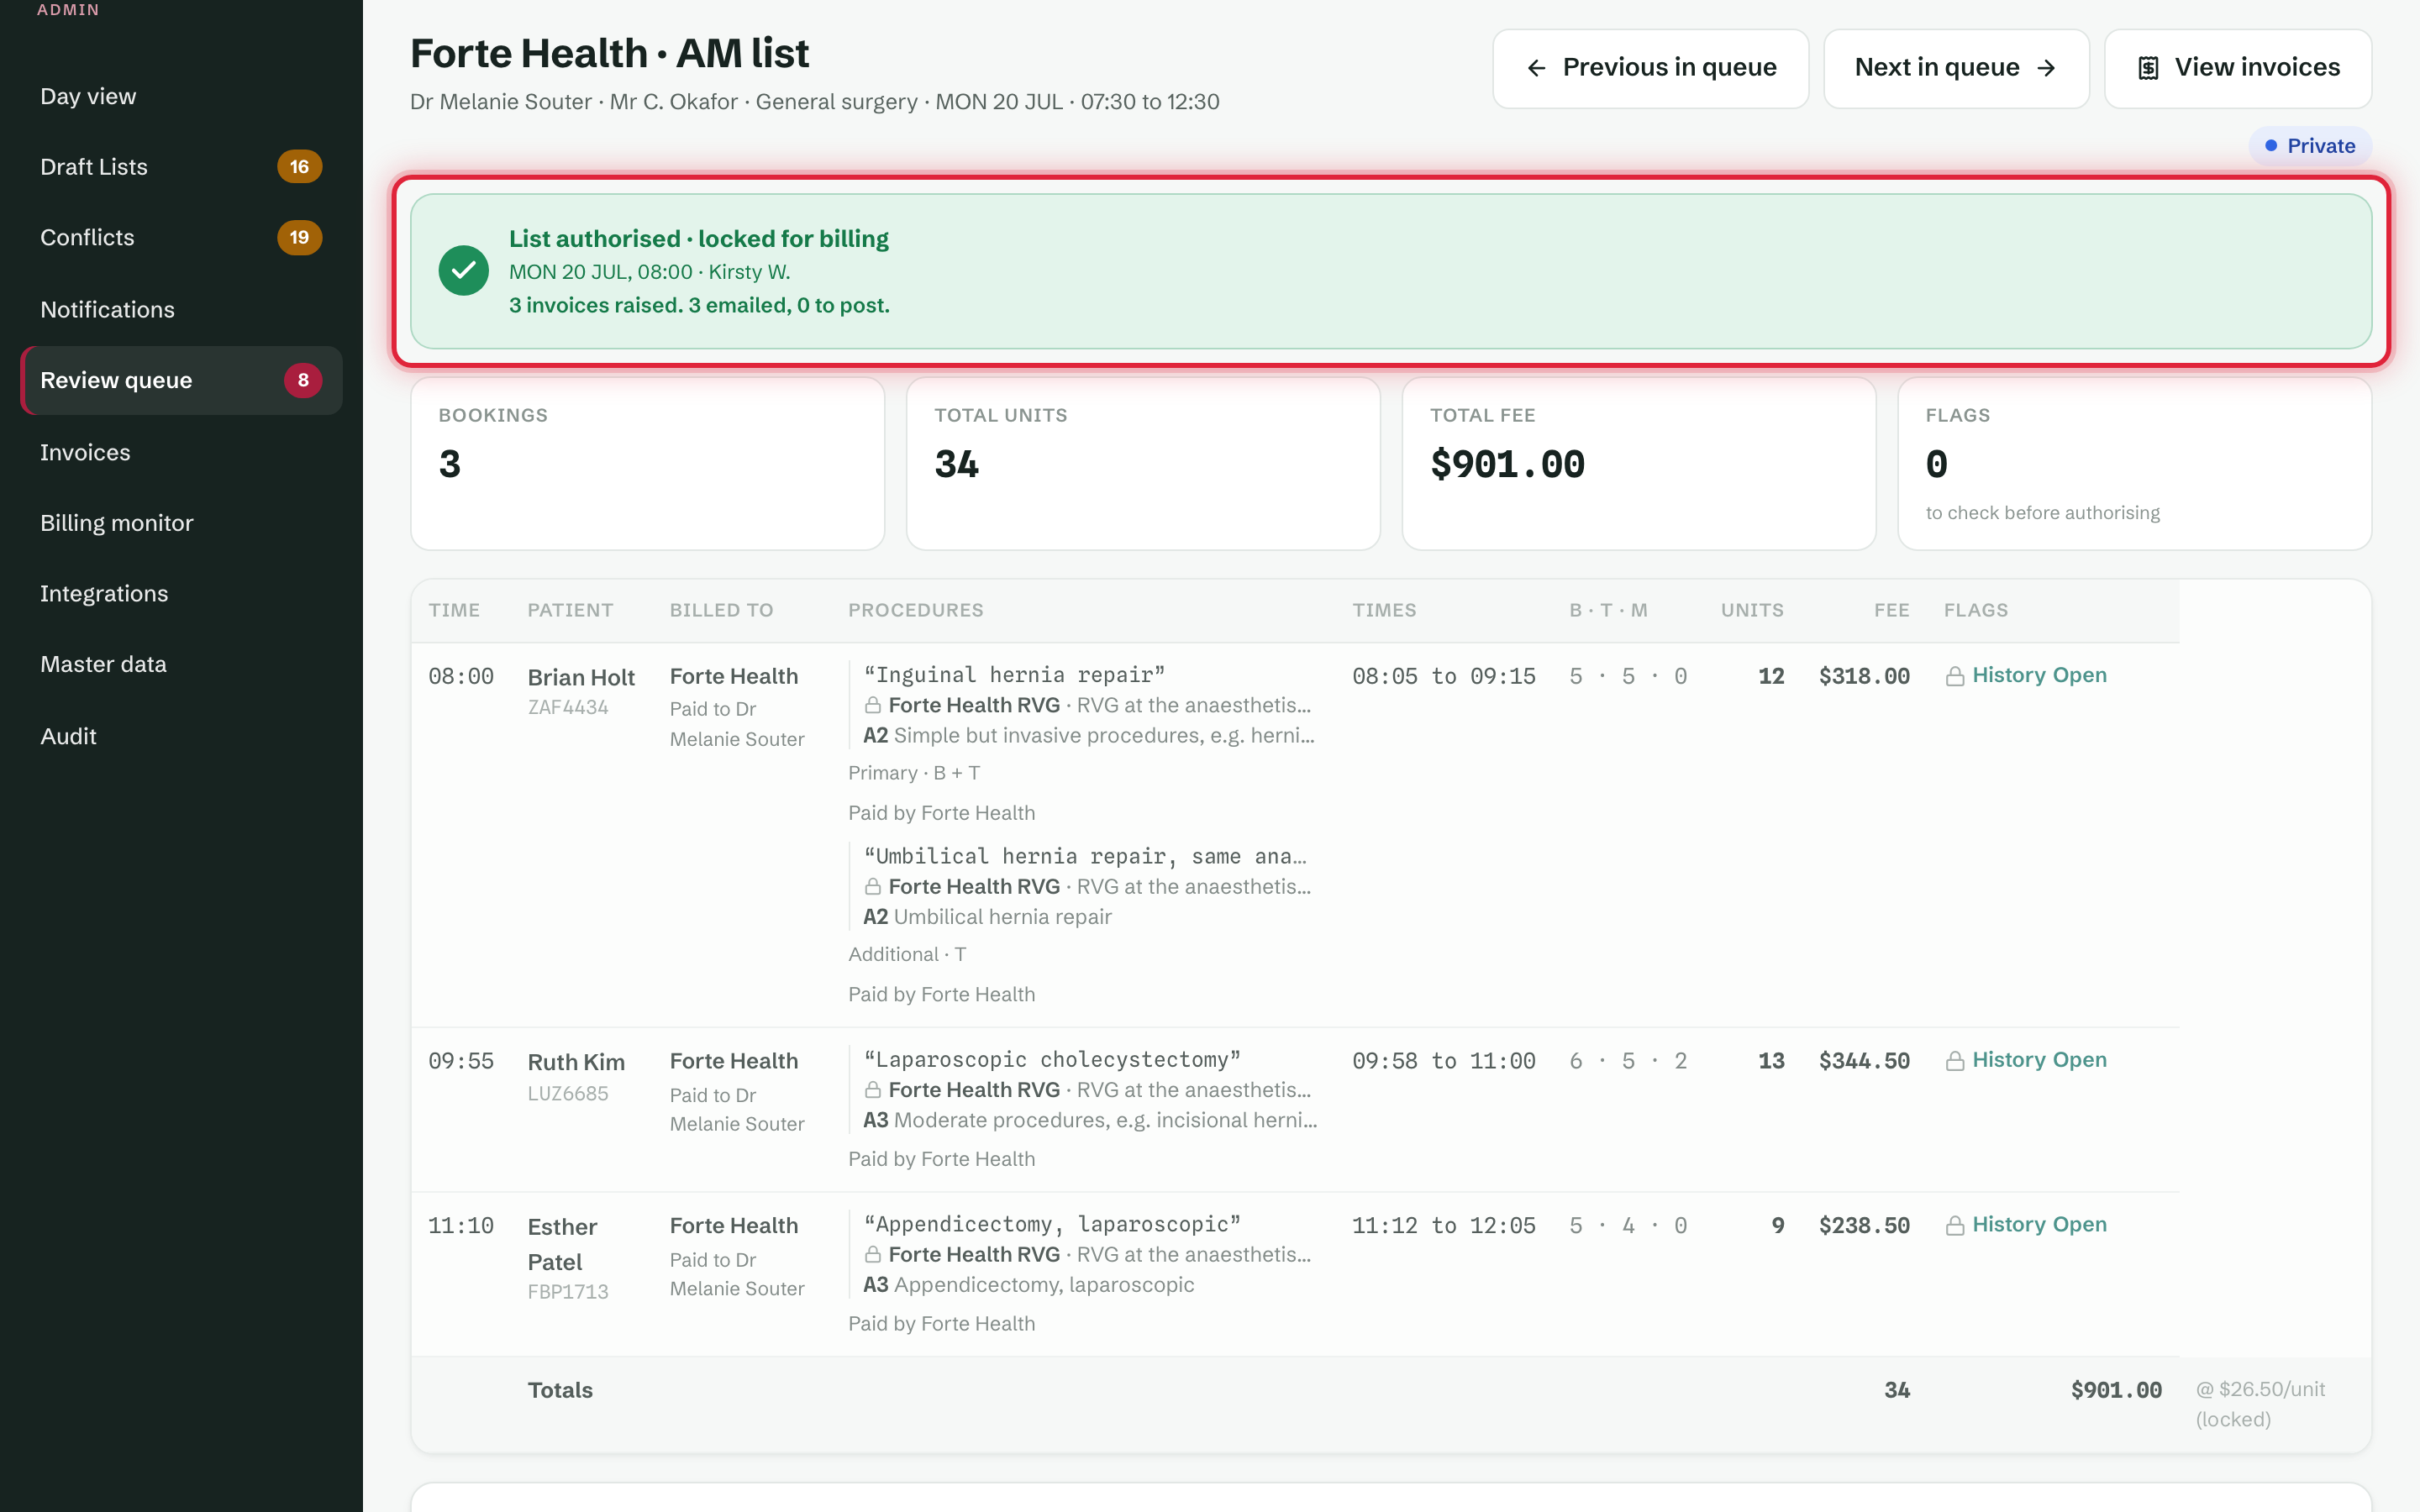 ADMIN
Day view
Draft Lists 16
Conflicts 19
Notifications
Review queue 8
Invoices
Billing monitor
Integrations
Master data
Audit
Forte Health · AM list
Dr Melanie Souter · Mr C. Okafor · General surgery · MON 20 JUL · 07:30 to 12:30
← Previous in queue
Next in queue →
View invoices
Private
List authorised · locked for billing
MON 20 JUL, 08:00 · Kirsty W.
3 invoices raised. 3 emailed, 0 to post.
BOOKINGS
3
TOTAL UNITS
34
TOTAL FEE
$901.00
FLAGS
0
to check before authorising
TIME PATIENT BILLED TO PROCEDURES TIMES B · T · M UNITS FEE FLAGS
08:00
Brian Holt
ZAF4434
Forte Health
Paid to Dr
Melanie Souter
“Inguinal hernia repair”
Forte Health RVG · RVG at the anaesthetis…
A2 Simple but invasive procedures, e.g. herni…
Primary · B + T
Paid by Forte Health
“Umbilical hernia repair, same ana…
Forte Health RVG · RVG at the anaesthetis…
A2 Umbilical hernia repair
Additional · T
Paid by Forte Health
08:05 to 09:15
5 · 5 · 0
12
$318.00
History Open
09:55
Ruth Kim
LUZ6685
Forte Health
Paid to Dr
Melanie Souter
“Laparoscopic cholecystectomy”
Forte Health RVG · RVG at the anaesthetis…
A3 Moderate procedures, e.g. incisional herni…
Paid by Forte Health
09:58 to 11:00
6 · 5 · 2
13
$344.50
History Open
11:10
Esther
Patel
FBP1713
Forte Health
Paid to Dr
Melanie Souter
“Appendicectomy, laparoscopic”
Forte Health RVG · RVG at the anaesthetis…
A3 Appendicectomy, laparoscopic
Paid by Forte Health
11:12 to 12:05
5 · 4 · 0
9
$238.50
History Open
Totals
34
$901.00
@ $26.50/unit
(locked)